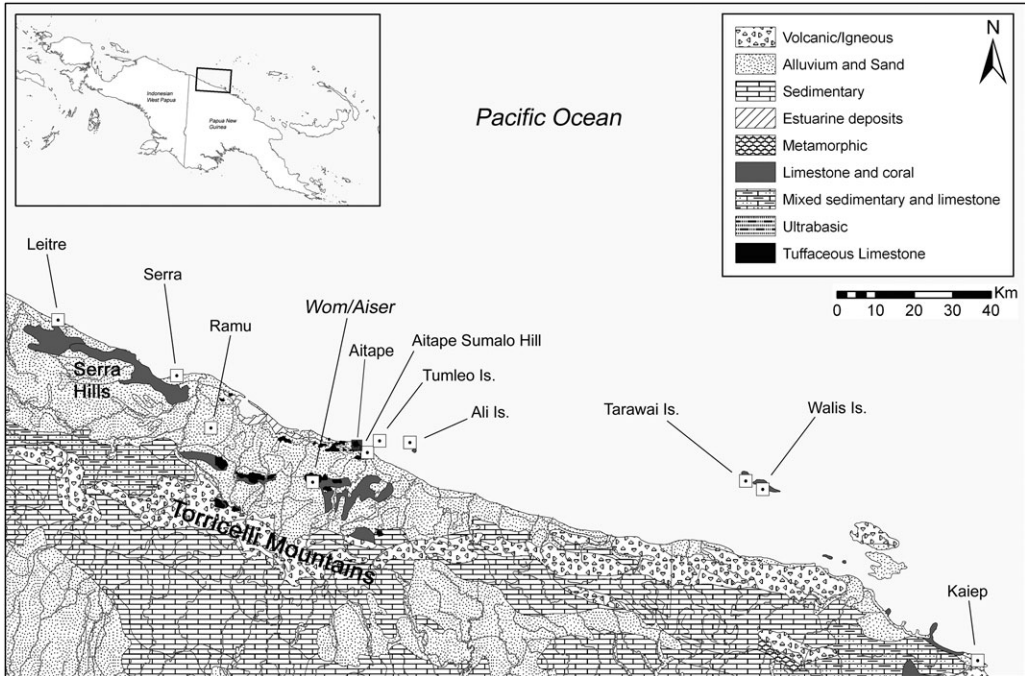 Indonesian
West Papua
Papua New
Guinea
Pacific Ocean
N
Volcanic/Igneous
Alluvium and Sand
Sedimentary
Estuarine deposits
Metamorphic
Limestone and coral
Mixed sedimentary and limestone
Ultrabasic
Tuffaceous Limestone
Km
0 5 10 20 30 40
Leitre
Serra
Ramu
Wom/Aiser
Aitape
Aitape Sumalo Hill
Tumleo Is.
Ali Is.
Tarawai Is.
Walis Is.
Serra
Hills
Torricelli Mountains
Kaiep